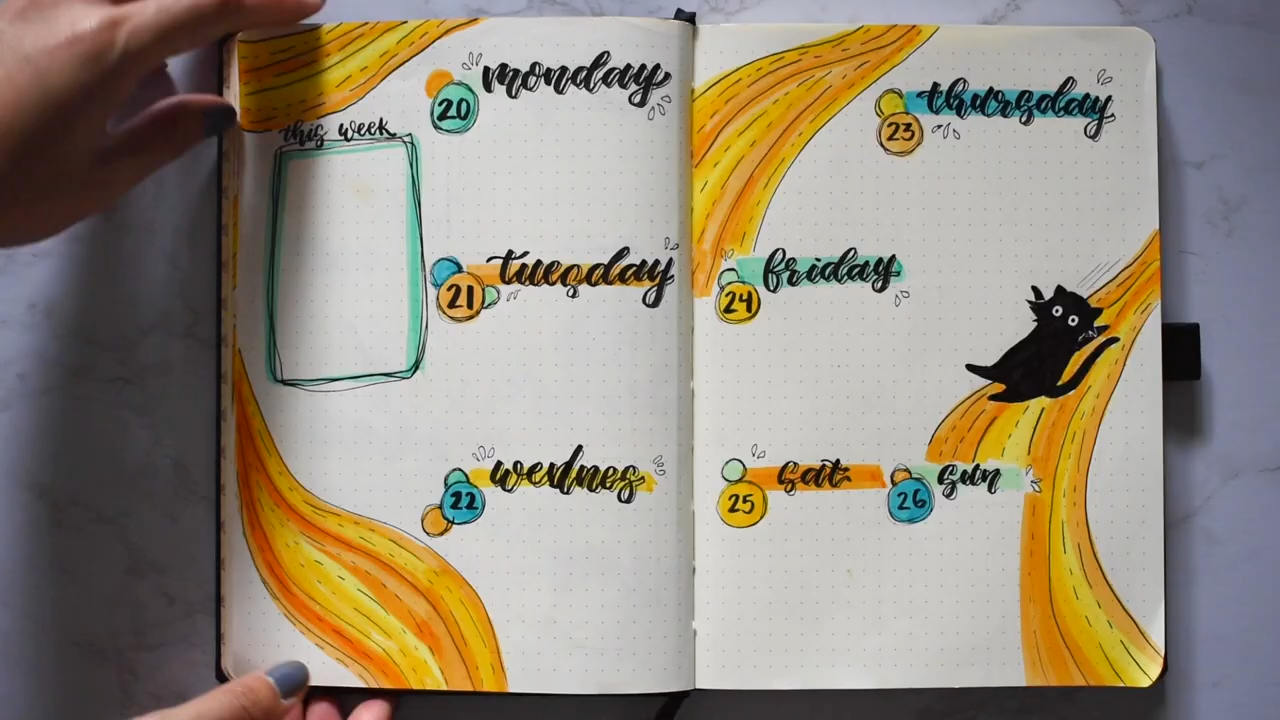 monday
20
this week
tuesday
21
wednes
22
thursday
23
friday
24
sat
25
sun
26